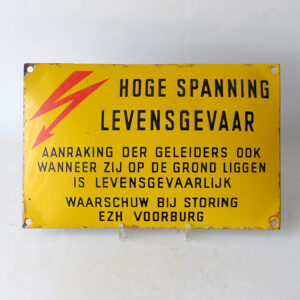 HOGE SPANNING
LEVENSGEVAAR
AANRAKING DER GELEIDERS OOK
WANNEER ZIJ OP DE GROND LIGGEN
IS LEVENSGEVAARLIJK
WAARSCHUW BIJ STORING
EZH VOORBURG